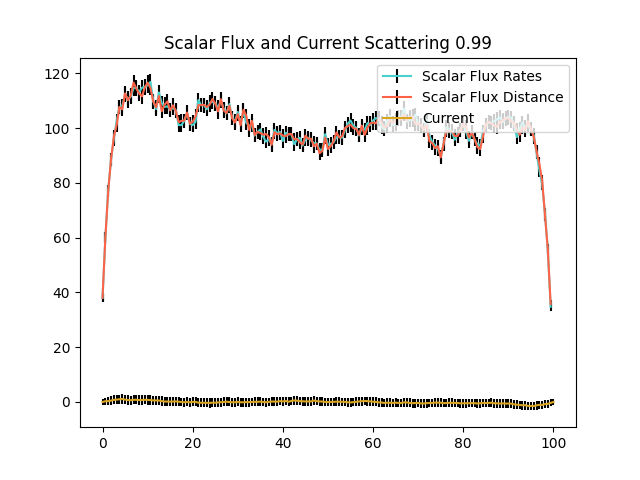 Scalar Flux and Current Scattering 0.99
Scalar Flux Rates
Scalar Flux Distance
Current
120
100
80
60
40
20
0
0 20 40 60 80 100